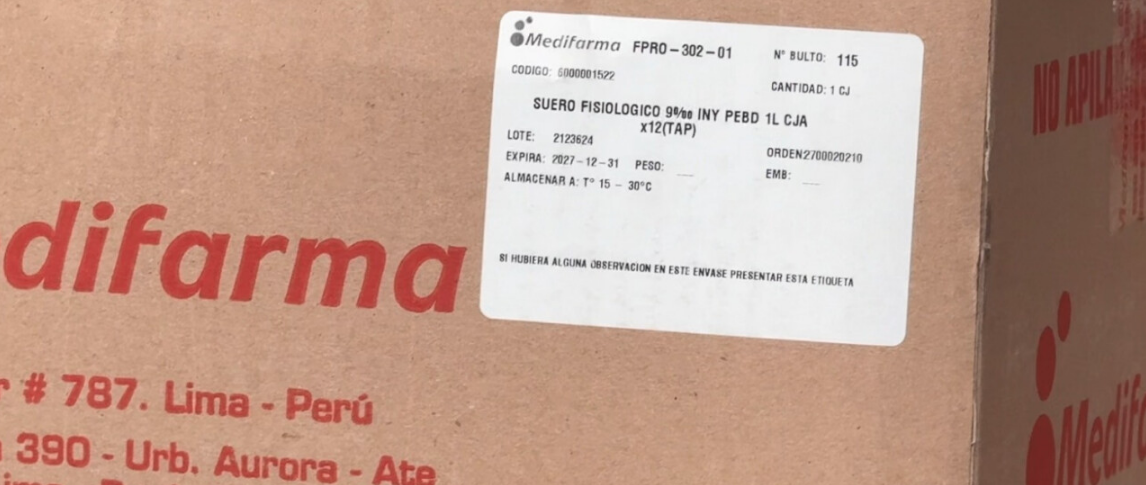 Medifarma FPRO-302-01 N° BULTO: 115
CODIGO: 6000001522 CANTIDAD: 1 CJ
SUERO FISIOLOGICO 9‰ INY PEBD 1L CJA
x12(TAP)
LOTE: 2123624 ORDEN2700020210
EXPIRA: 2027-12-31 PESO: EMB:
ALMACENAR A: T° 15 - 30°C
SI HUBIERA ALGUNA OBSERVACION EN ESTE ENVASE PRESENTAR ESTA ETIQUETA
difarma
# 787. Lima - Perú
390 - Urb. Aurora - Ate
NO APILA
Medifa